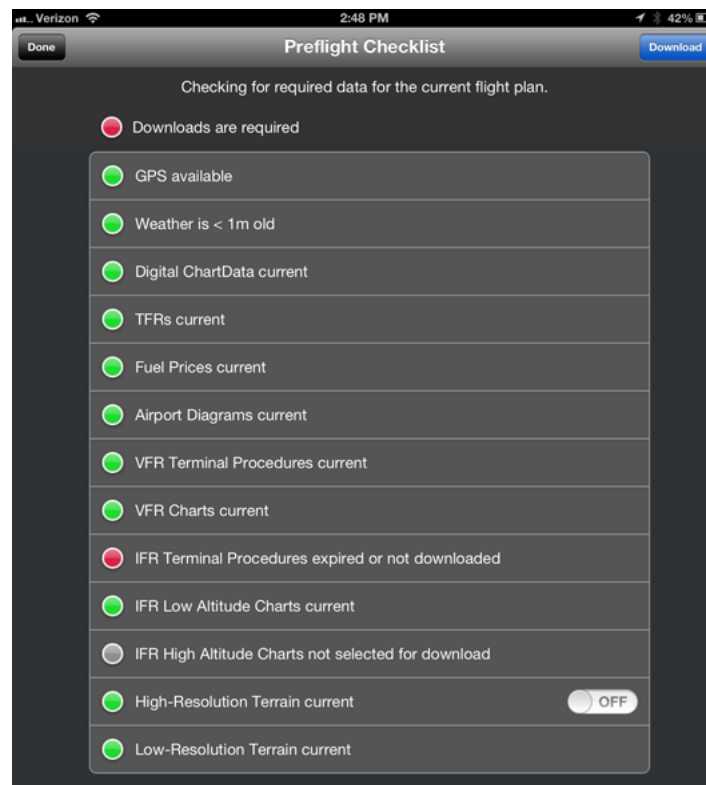 Verizon 2:48 PM 42%
Done Preflight Checklist Download
Checking for required data for the current flight plan.
Downloads are required
GPS available
Weather is < 1m old
Digital ChartData current
TFRs current
Fuel Prices current
Airport Diagrams current
VFR Terminal Procedures current
VFR Charts current
IFR Terminal Procedures expired or not downloaded
IFR Low Altitude Charts current
IFR High Altitude Charts not selected for download
High-Resolution Terrain current OFF
Low-Resolution Terrain current